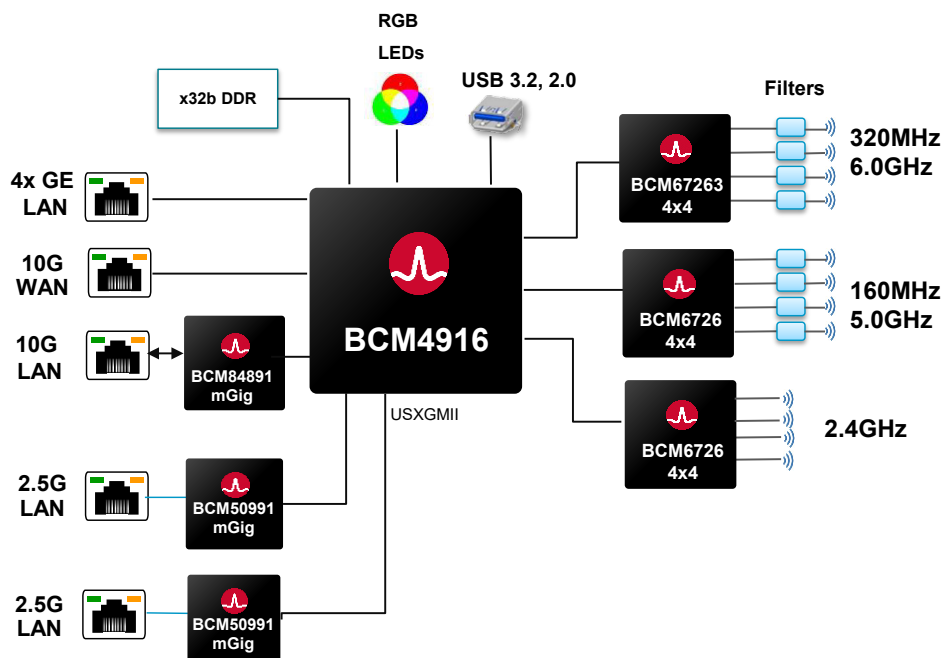 RGB
LEDs
x32b DDR
USB 3.2, 2.0
Filters
4x GE
LAN
10G
WAN
10G
LAN
BCM84891
mGig
2.5G
LAN
BCM50991
mGig
2.5G
LAN
BCM50991
mGig
BCM4916
USXGMII
BCM67263
4x4
320MHz
6.0GHz
BCM6726
4x4
160MHz
5.0GHz
BCM6726
4x4
2.4GHz